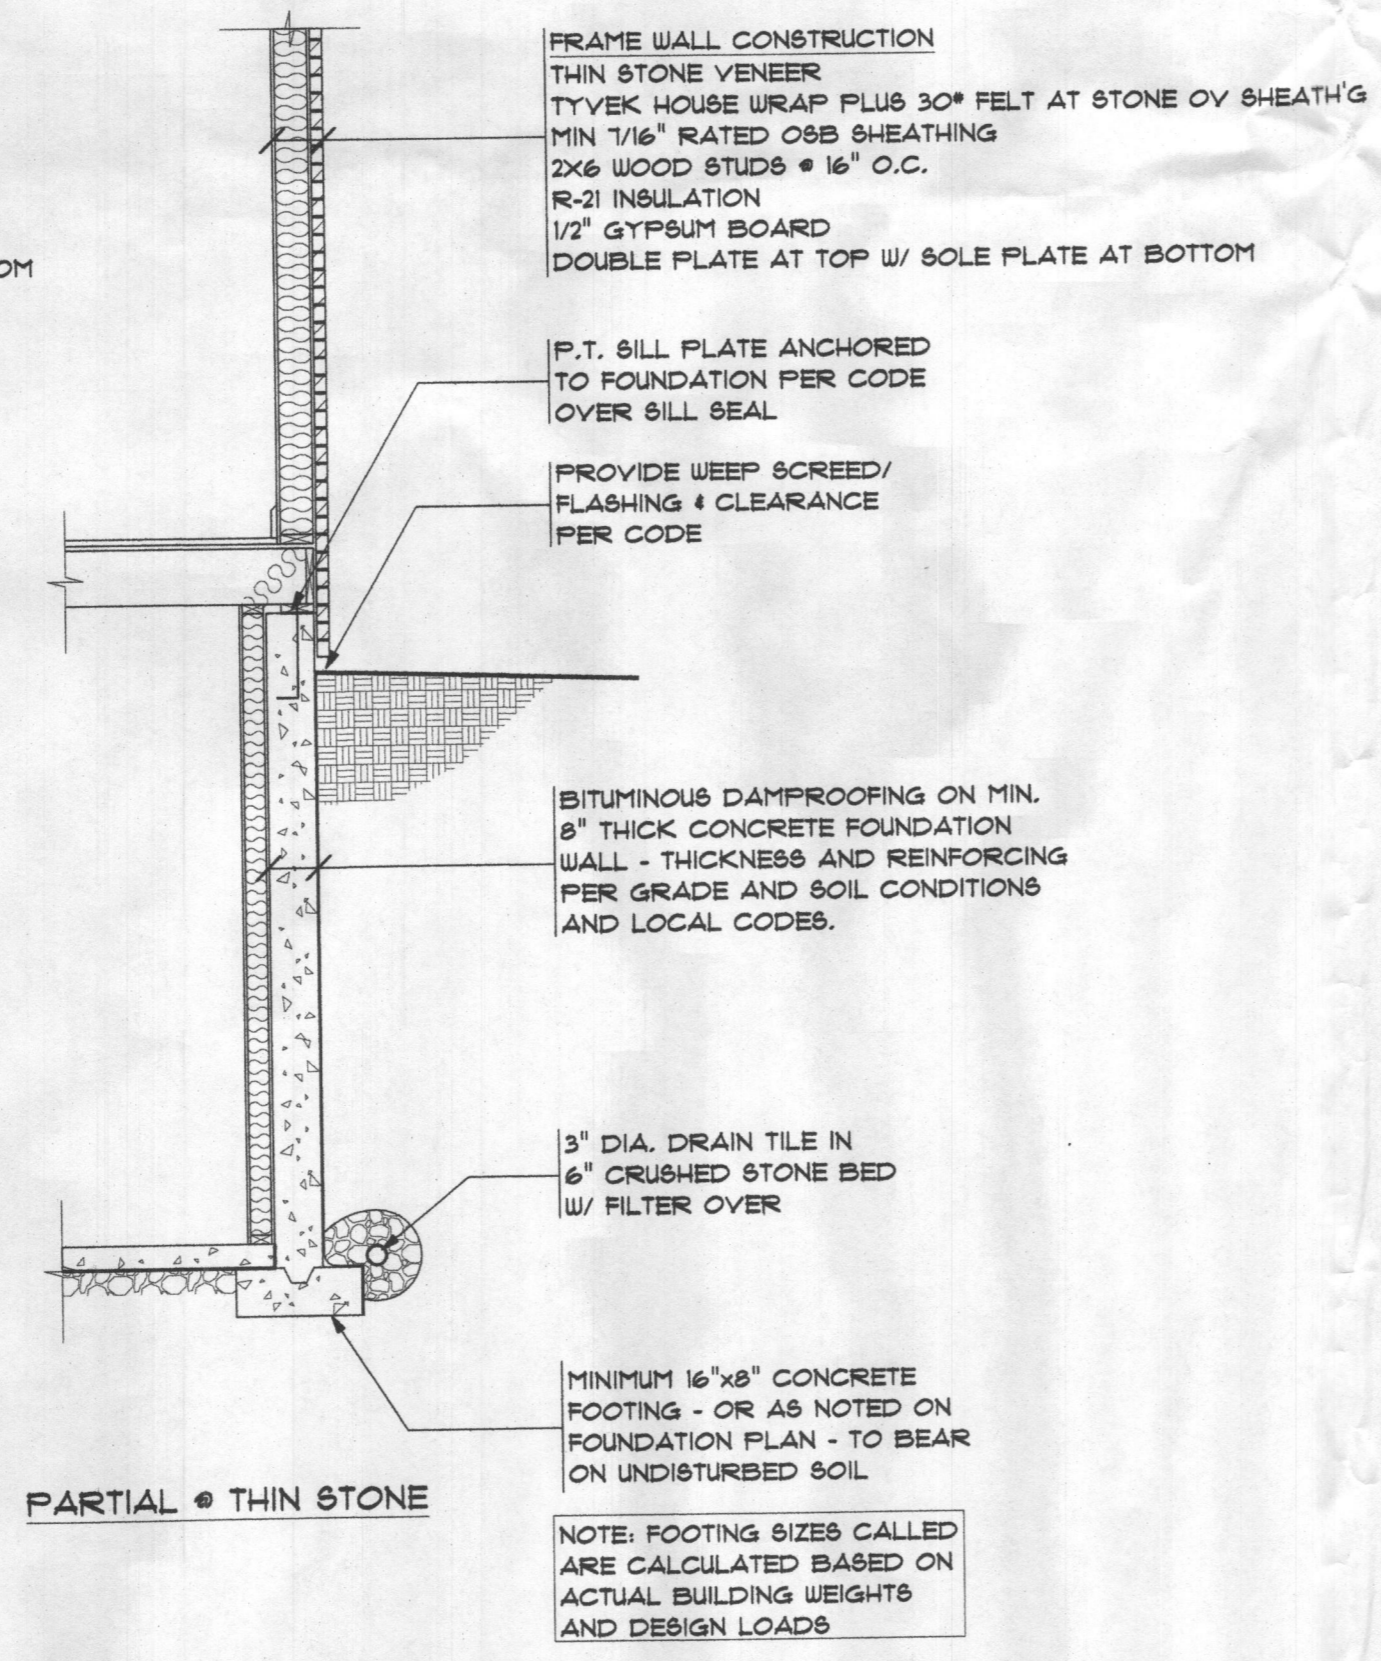 FRAME WALL CONSTRUCTION
THIN STONE VENEER
TYVEK HOUSE WRAP PLUS 30# FELT AT STONE OV SHEATH'G
MIN 7/16" RATED OSB SHEATHING
2X6 WOOD STUDS @ 16" O.C.
R-21 INSULATION
1/2" GYPSUM BOARD
DOUBLE PLATE AT TOP W/ SOLE PLATE AT BOTTOM
OM
P.T. SILL PLATE ANCHORED
TO FOUNDATION PER CODE
OVER SILL SEAL
PROVIDE WEEP SCREED/
FLASHING & CLEARANCE
PER CODE
BITUMINOUS DAMPROOFING ON MIN.
8" THICK CONCRETE FOUNDATION
WALL - THICKNESS AND REINFORCING
PER GRADE AND SOIL CONDITIONS
AND LOCAL CODES.
3" DIA. DRAIN TILE IN
6" CRUSHED STONE BED
W/ FILTER OVER
MINIMUM 16"x8" CONCRETE
FOOTING - OR AS NOTED ON
FOUNDATION PLAN - TO BEAR
ON UNDISTURBED SOIL
PARTIAL @ THIN STONE
NOTE: FOOTING SIZES CALLED
ARE CALCULATED BASED ON
ACTUAL BUILDING WEIGHTS
AND DESIGN LOADS